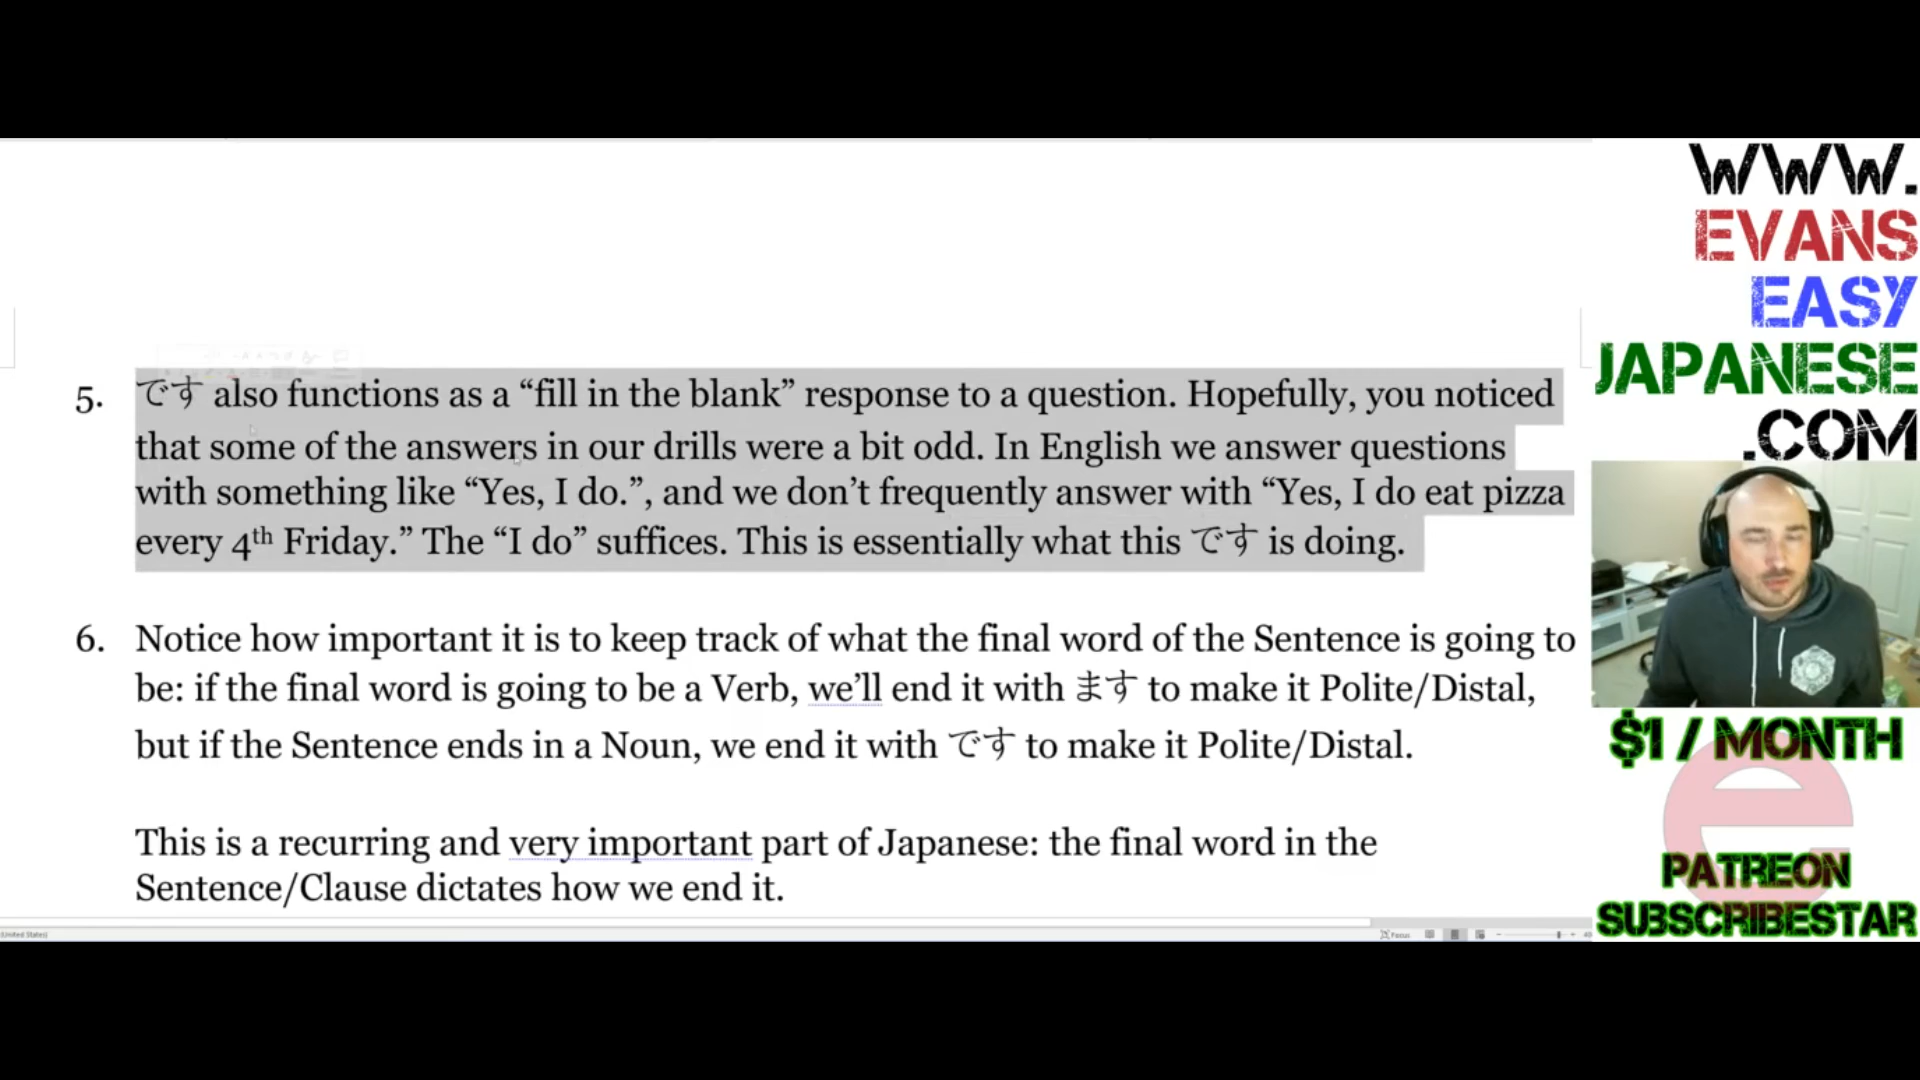 5. です also functions as a “fill in the blank” response to a question. Hopefully, you noticed
that some of the answers in our drills were a bit odd. In English we answer questions
with something like “Yes, I do.”, and we don’t frequently answer with “Yes, I do eat pizza
every 4th Friday.” The “I do” suffices. This is essentially what this です is doing.
6. Notice how important it is to keep track of what the final word of the Sentence is going to
be: if the final word is going to be a Verb, we’ll end it with ます to make it Polite/Distal,
but if the Sentence ends in a Noun, we end it with です to make it Polite/Distal.
This is a recurring and very important part of Japanese: the final word in the
Sentence/Clause dictates how we end it.
(United States)
Focus
WWW.
EVANS
EASY
JAPANESE
.COM
$1 / MONTH
e
PATREON
SUBSCRIBESTAR